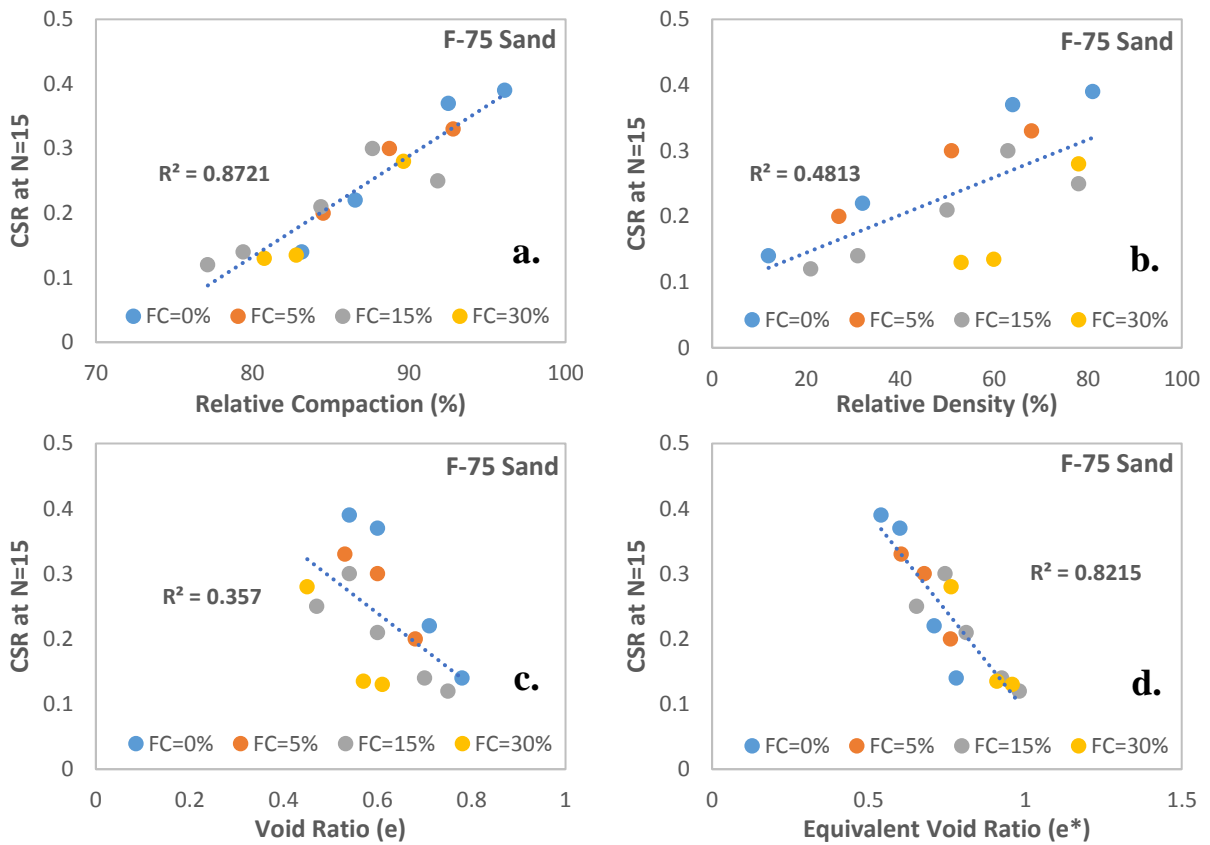 F-75 Sand
0.5
0.4
0.3
0.2
0.1
0
CSR at N=15
R² = 0.8721
a.
FC=0% FC=5% FC=15% FC=30%
70 80 90 100
Relative Compaction (%)
F-75 Sand
0.5
0.4
0.3
0.2
0.1
0
CSR at N=15
R² = 0.4813
b.
FC=0% FC=5% FC=15% FC=30%
0 20 40 60 80 100
Relative Density (%)
F-75 Sand
0.5
0.4
0.3
0.2
0.1
0
CSR at N=15
R² = 0.357
c.
FC=0% FC=5% FC=15% FC=30%
0 0.2 0.4 0.6 0.8 1
Void Ratio (e)
F-75 Sand
0.5
0.4
0.3
0.2
0.1
0
CSR at N=15
R² = 0.8215
d.
FC=0% FC=5% FC=15% FC=30%
0 0.5 1 1.5
Equivalent Void Ratio (e*)